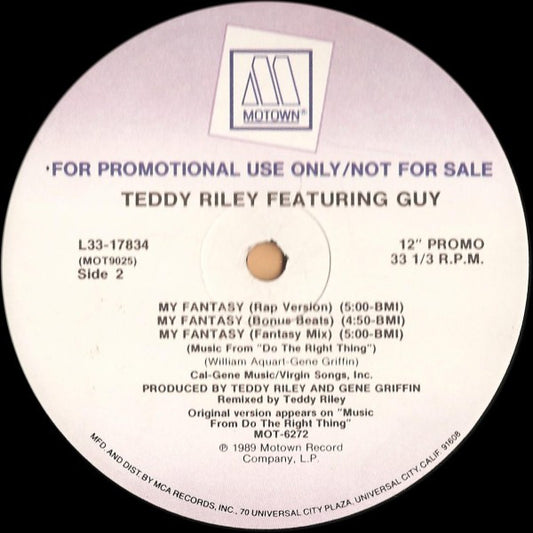 MOTOWN®
·FOR PROMOTIONAL USE ONLY/NOT FOR SALE
TEDDY RILEY FEATURING GUY
L33-17834
(MOT9025)
Side 2
12" PROMO
33 1/3 R.P.M.
MY FANTASY (Rap Version) (5:00-BMI)
MY FANTASY (Bonus Beats) (4:50-BMI)
MY FANTASY (Fantasy Mix) (5:00-BMI)
(Music From "Do The Right Thing")
(William Aquart-Gene Griffin)
Cal-Gene Music/Virgin Songs, Inc.
PRODUCED BY TEDDY RILEY AND GENE GRIFFIN
Remixed by Teddy Riley
Original version appears on "Music
From Do The Right Thing"
MOT-6272
℗ 1989 Motown Record
Company, L.P.
MFD. AND DIST. BY MCA RECORDS, INC., 70 UNIVERSAL CITY PLAZA, UNIVERSAL CITY, CALIF. 91608